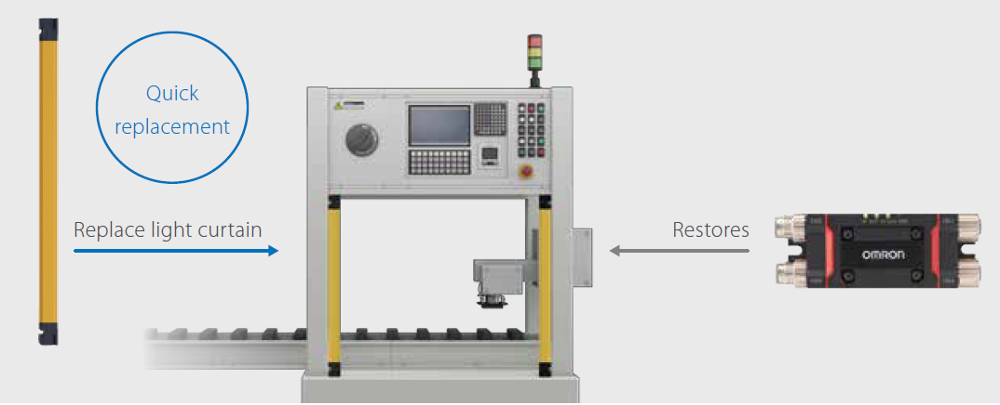 Quick
replacement
Replace light curtain
Restores
OMRON